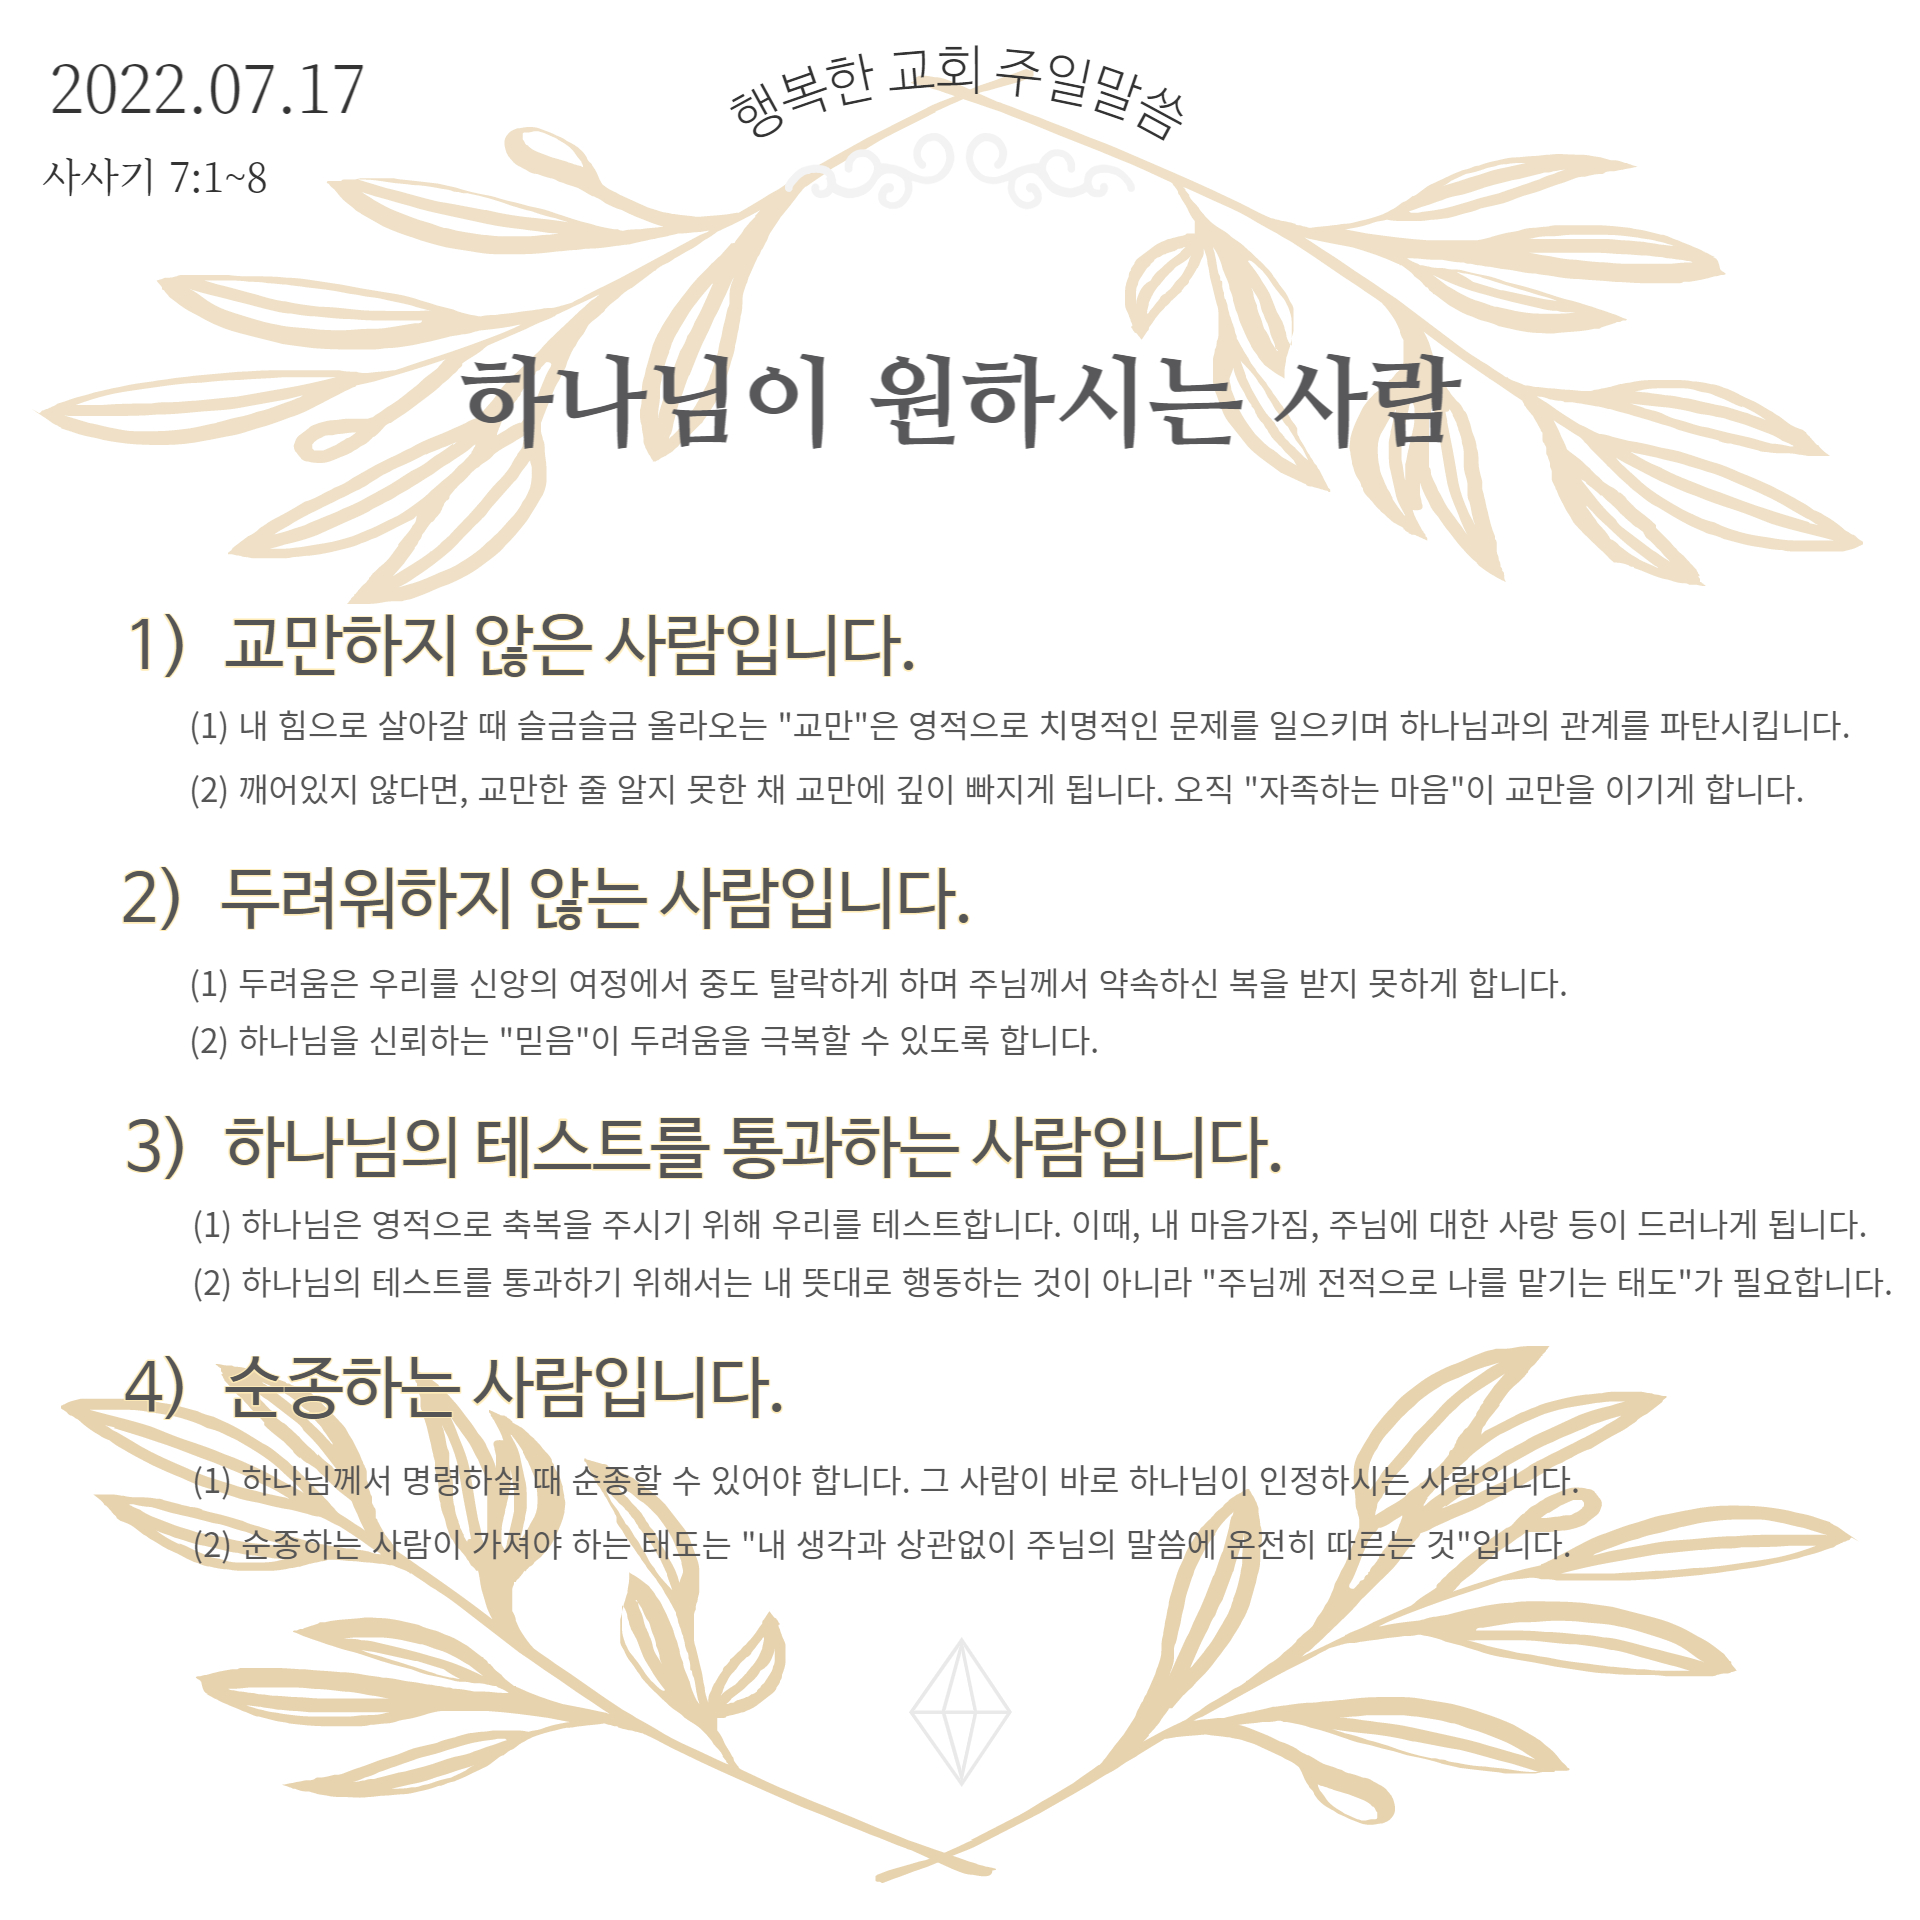 2022.07.17
행복한 교회 주일말씀
사사기 7:1~8
하나님이 원하시는 사람
1) 교만하지 않은 사람입니다.
(1) 내 힘으로 살아갈 때 슬금슬금 올라오는 "교만"은 영적으로 치명적인 문제를 일으키며 하나님과의 관계를 파탄시킵니다.
(2) 깨어있지 않다면, 교만한 줄 알지 못한 채 교만에 깊이 빠지게 됩니다. 오직 "자족하는 마음"이 교만을 이기게 합니다.
2) 두려워하지 않는 사람입니다.
(1) 두려움은 우리를 신앙의 여정에서 중도 탈락하게 하며 주님께서 약속하신 복을 받지 못하게 합니다.
(2) 하나님을 신뢰하는 "믿음"이 두려움을 극복할 수 있도록 합니다.
3) 하나님의 테스트를 통과하는 사람입니다.
(1) 하나님은 영적으로 축복을 주시기 위해 우리를 테스트합니다. 이때, 내 마음가짐, 주님에 대한 사랑 등이 드러나게 됩니다.
(2) 하나님의 테스트를 통과하기 위해서는 내 뜻대로 행동하는 것이 아니라 "주님께 전적으로 나를 맡기는 태도"가 필요합니다.
4) 순종하는 사람입니다.
(1) 하나님께서 명령하실 때 순종할 수 있어야 합니다. 그 사람이 바로 하나님이 인정하시는 사람입니다.
(2) 순종하는 사람이 가져야 하는 태도는 "내 생각과 상관없이 주님의 말씀에 온전히 따르는 것"입니다.